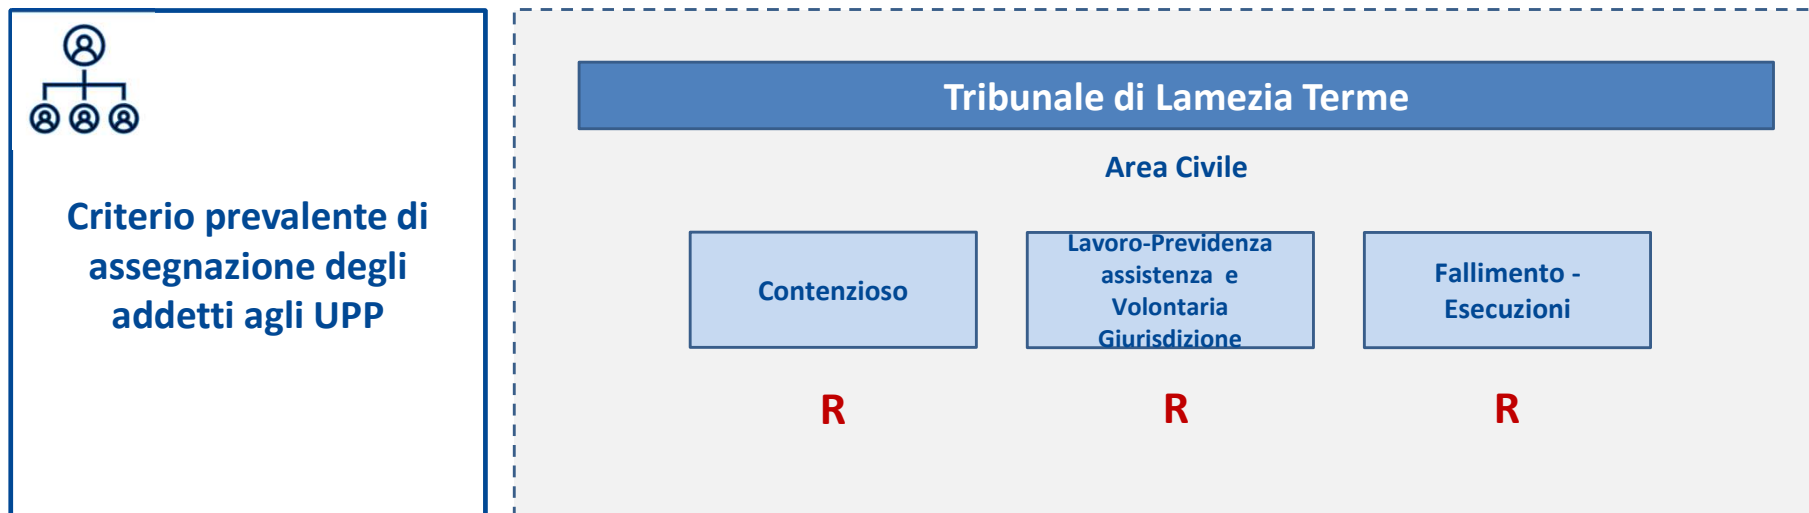 Criterio prevalente di
assegnazione degli
addetti agli UPP
Tribunale di Lamezia Terme
Area Civile
Contenzioso
Lavoro-Previdenza
assistenza e
Volontaria
Giurisdizione
Fallimento -
Esecuzioni
R
R
R